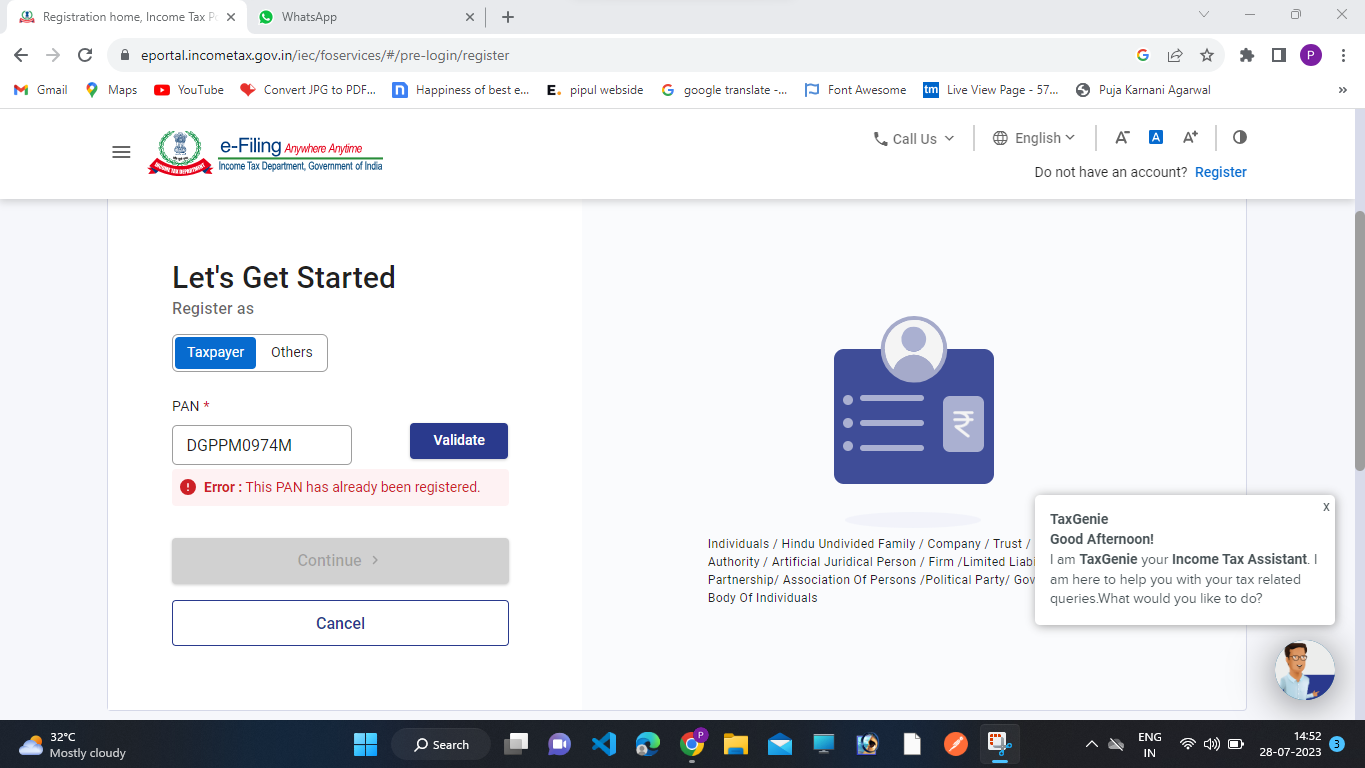 Registration home, Income Tax Po
WhatsApp
eportal.incometax.gov.in/iec/foservices/#/pre-login/register
P
Gmail
Maps
YouTube
Convert JPG to PDF...
Happiness of best e...
E.
pipul webside
google translate -...
Font Awesome
tm
Live View Page - 57...
Puja Karnani Agarwal
»
INCOME TAX DEPARTMENT
e-Filing Anywhere Anytime
Income Tax Department, Government of India
Call Us
English
A-
A
A+
Do not have an account? Register
Let's Get Started
Register as
Taxpayer
Others
PAN *
DGPPM0974M
Validate
Error : This PAN has already been registered.
Continue >
Cancel
₹
Individuals / Hindu Undivided Family / Company / Trust /
Authority / Artificial Juridical Person / Firm /Limited Liabi
Partnership/ Association Of Persons /Political Party/ Gov
Body Of Individuals
x
TaxGenie
Good Afternoon!
I am TaxGenie your Income Tax Assistant. I
am here to help you with your tax related
queries.What would you like to do?
32°C
Mostly cloudy
Search
P
ENG
IN
14:52
28-07-2023
3